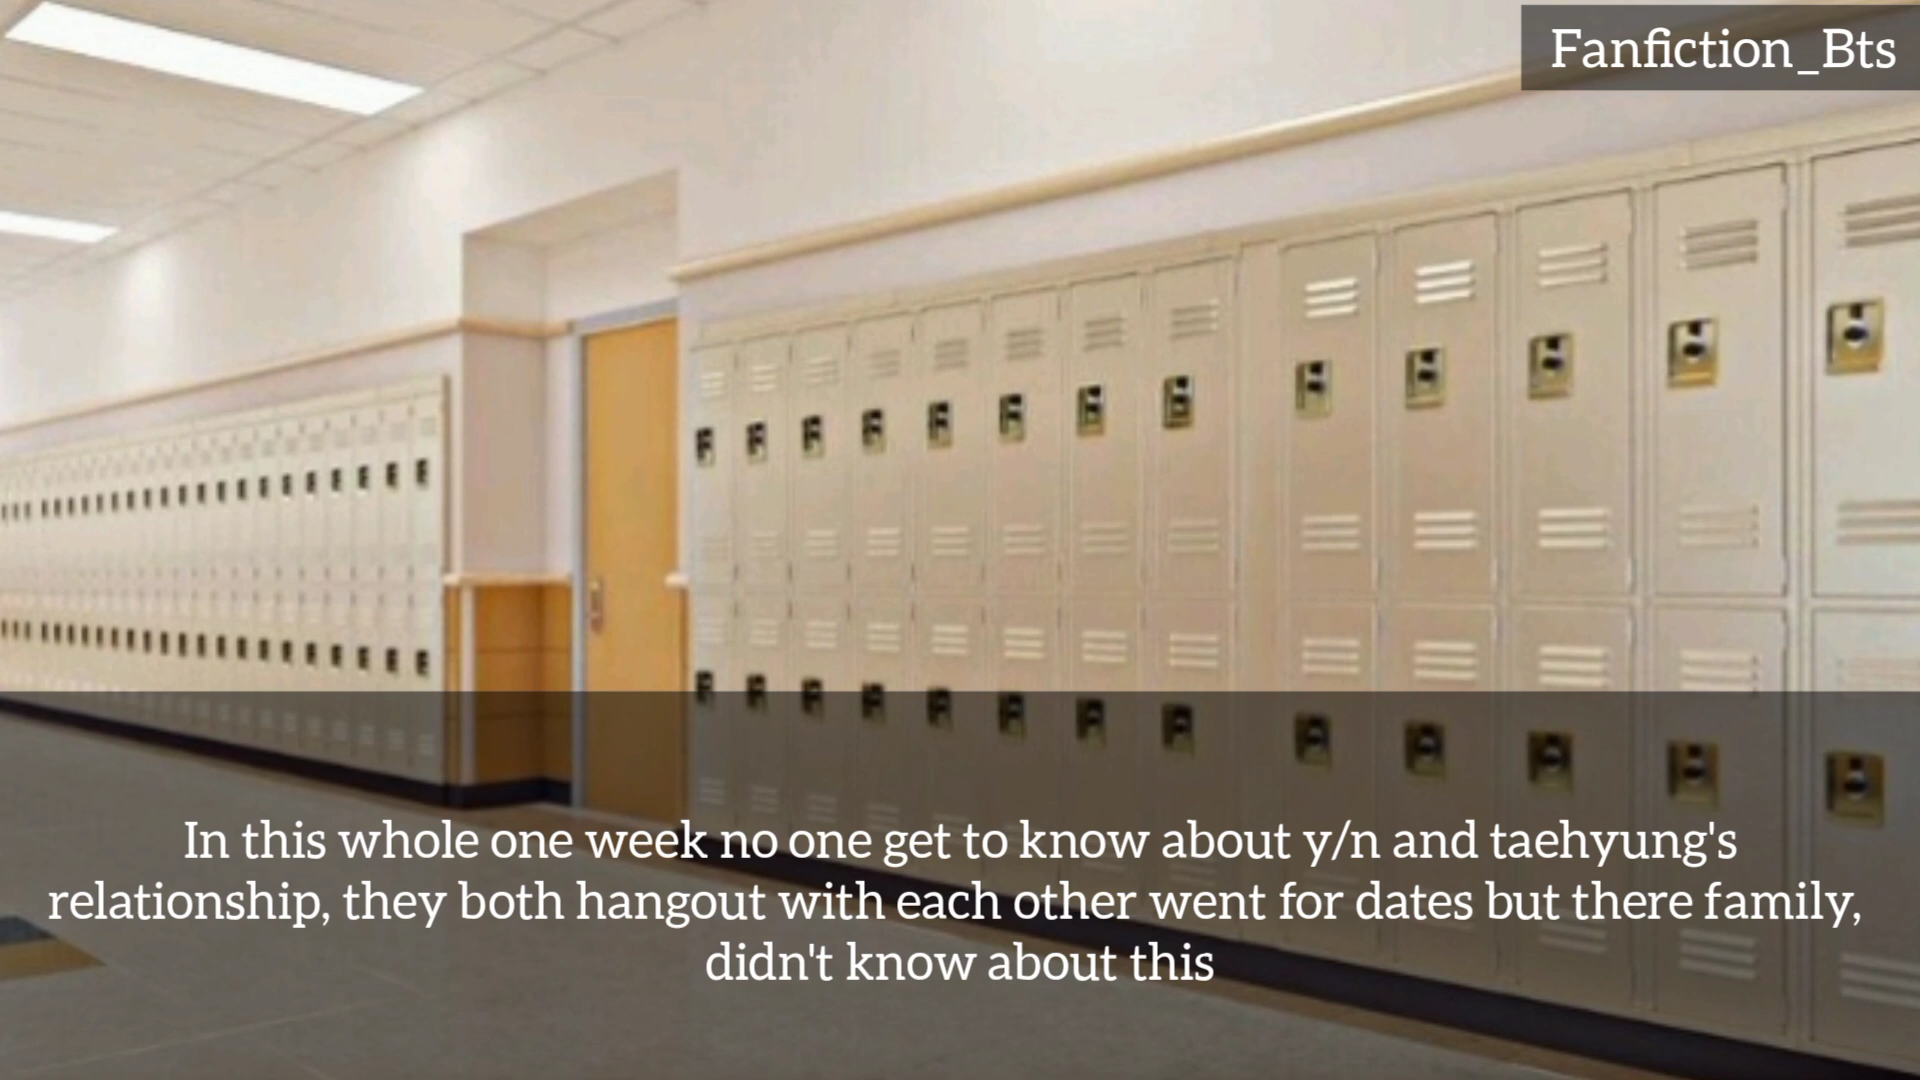 Fanfiction_Bts
In this whole one week no one get to know about y/n and taehyung's
relationship, they both hangout with each other went for dates but there family,
didn't know about this